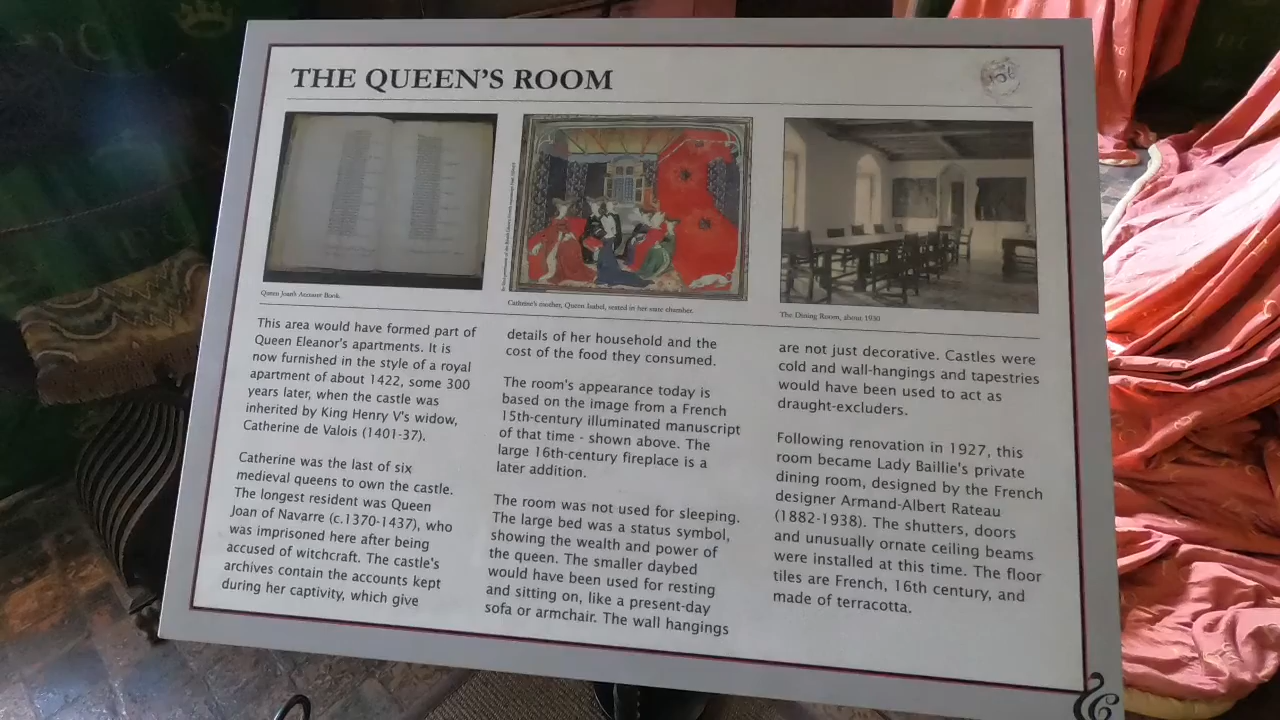 THE QUEEN'S ROOM
Queen Joan's Account Book.
Catherine's mother, Queen Isabel, seated in her state chamber.
The Dining Room, about 1930
This area would have formed part of
Queen Eleanor's apartments. It is
now furnished in the style of a royal
apartment of about 1422, some 300
years later, when the castle was
inherited by King Henry V's widow,
Catherine de Valois (1401-37).
Catherine was the last of six
medieval queens to own the castle.
The longest resident was Queen
Joan of Navarre (c.1370-1437), who
was imprisoned here after being
accused of witchcraft. The castle's
archives contain the accounts kept
during her captivity, which give
details of her household and the
cost of the food they consumed.
The room's appearance today is
based on the image from a French
15th-century illuminated manuscript
of that time - shown above. The
large 16th-century fireplace is a
later addition.
The room was not used for sleeping.
The large bed was a status symbol,
showing the wealth and power of
the queen. The smaller daybed
would have been used for resting
and sitting on, like a present-day
sofa or armchair. The wall hangings
are not just decorative. Castles were
cold and wall-hangings and tapestries
would have been used to act as
draught-excluders.
Following renovation in 1927, this
room became Lady Baillie's private
dining room, designed by the French
designer Armand-Albert Rateau
(1882-1938). The shutters, doors
and unusually ornate ceiling beams
were installed at this time. The floor
tiles are French, 16th century, and
made of terracotta.